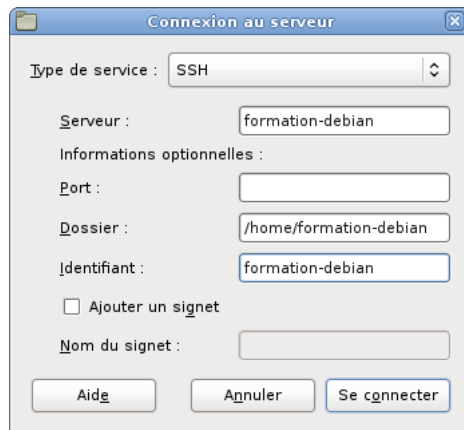 Connexion au serveur
Type de service : SSH
Serveur : formation-debian
Informations optionnelles :
Port :
Dossier : /home/formation-debian
Identifiant : formation-debian
Ajouter un signet
Nom du signet :
Aide Annuler Se connecter